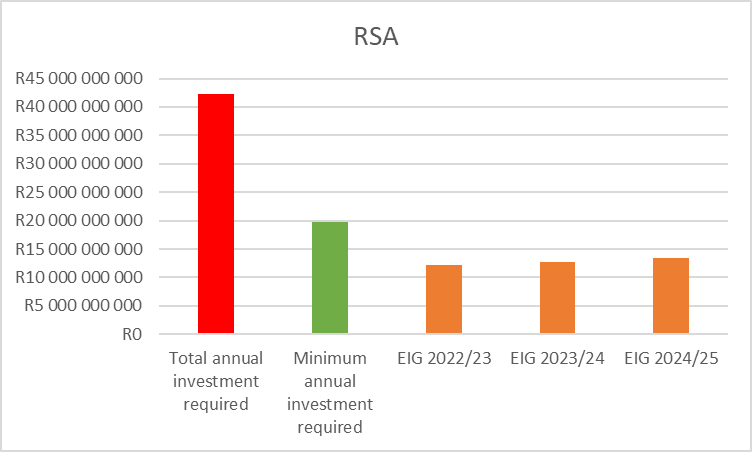 RSA
R45 000 000 000
R40 000 000 000
R35 000 000 000
R30 000 000 000
R25 000 000 000
R20 000 000 000
R15 000 000 000
R10 000 000 000
R5 000 000 000
R0
Total annual
investment
required
Minimum
annual
investment
required
EIG 2022/23
EIG 2023/24
EIG 2024/25